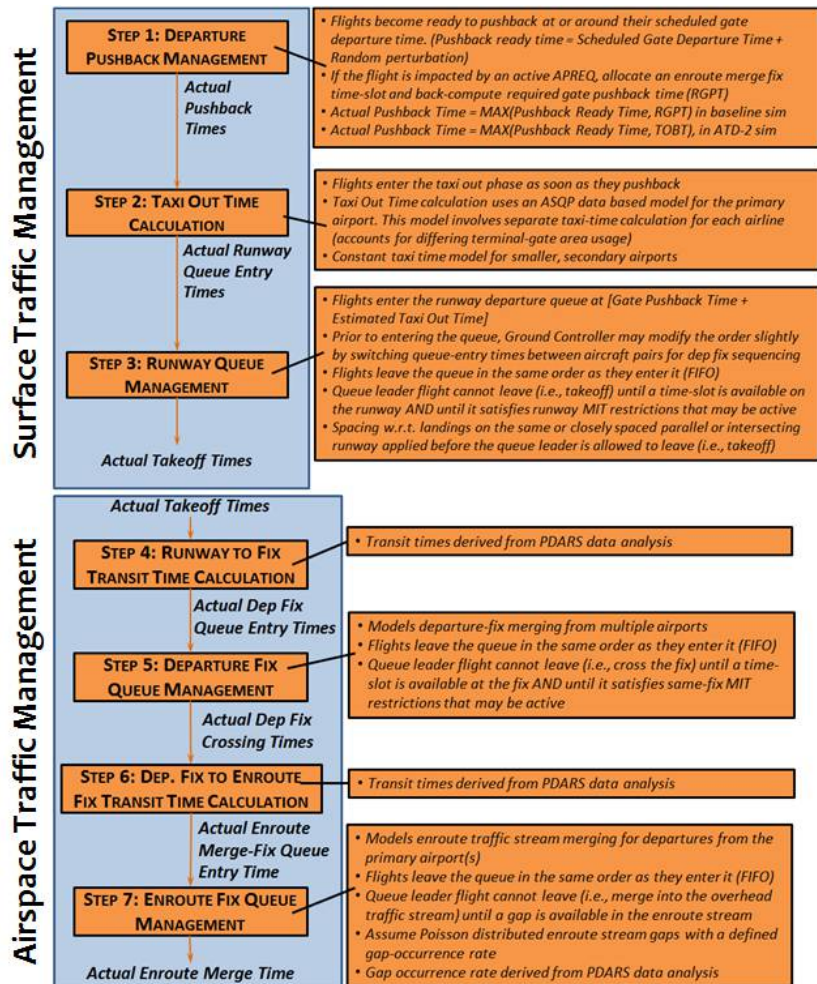 Surface Traffic Management
STEP 1: DEPARTURE
PUSHBACK MANAGEMENT
• Flights become ready to pushback at or around their scheduled gate
departure time. (Pushback ready time = Scheduled Gate Departure Time +
Random perturbation)
• If the flight is impacted by an active APREQ, allocate an enroute merge fix
time-slot and back-compute required gate pushback time (RGPT)
• Actual Pushback Time = MAX(Pushback Ready Time, RGPT) in baseline sim
• Actual Pushback Time = MAX(Pushback Ready Time, TOBT), in ATD-2 sim
Actual
Pushback
Times
STEP 2: TAXI OUT TIME
CALCULATION
• Flights enter the taxi out phase as soon as they pushback
• Taxi Out Time calculation uses an ASQP data based model for the primary
airport. This model involves separate taxi-time calculation for each airline
(accounts for differing terminal-gate area usage)
• Constant taxi time model for smaller, secondary airports
Actual Runway
Queue Entry
Times
STEP 3: RUNWAY QUEUE
MANAGEMENT
• Flights enter the runway departure queue at [Gate Pushback Time +
Estimated Taxi Out Time]
• Prior to entering the queue, Ground Controller may modify the order slightly
by switching queue-entry times between aircraft pairs for dep fix sequencing
• Flights leave the queue in the same order as they enter it (FIFO)
• Queue leader flight cannot leave (i.e., takeoff) until a time-slot is available on
the runway AND until it satisfies runway MIT restrictions that may be active
• Spacing w.r.t. landings on the same or closely spaced parallel or intersecting
runway applied before the queue leader is allowed to leave (i.e., takeoff)
Actual Takeoff Times
Airspace Traffic Management
Actual Takeoff Times
STEP 4: RUNWAY TO FIX
TRANSIT TIME CALCULATION
• Transit times derived from PDARS data analysis
Actual Dep Fix
Queue Entry Times
STEP 5: DEPARTURE FIX
QUEUE MANAGEMENT
• Models departure-fix merging from multiple airports
• Flights leave the queue in the same order as they enter it (FIFO)
• Queue leader flight cannot leave (i.e., cross the fix) until a time-
slot is available at the fix AND until it satisfies same-fix MIT
restrictions that may be active
Actual Dep Fix
Crossing Times
STEP 6: DEP. FIX TO ENROUTE
FIX TRANSIT TIME CALCULATION
• Transit times derived from PDARS data analysis
Actual Enroute
Merge-Fix Queue
Entry Time
STEP 7: ENROUTE FIX QUEUE
MANAGEMENT
• Models enroute traffic stream merging for departures from the
primary airport(s)
• Flights leave the queue in the same order as they enter it (FIFO)
• Queue leader flight cannot leave (i.e., merge into the overhead
traffic stream) until a gap is available in the enroute stream
• Assume Poisson distributed enroute stream gaps with a defined
gap-occurrence rate
• Gap occurrence rate derived from PDARS data analysis
Actual Enroute Merge Time